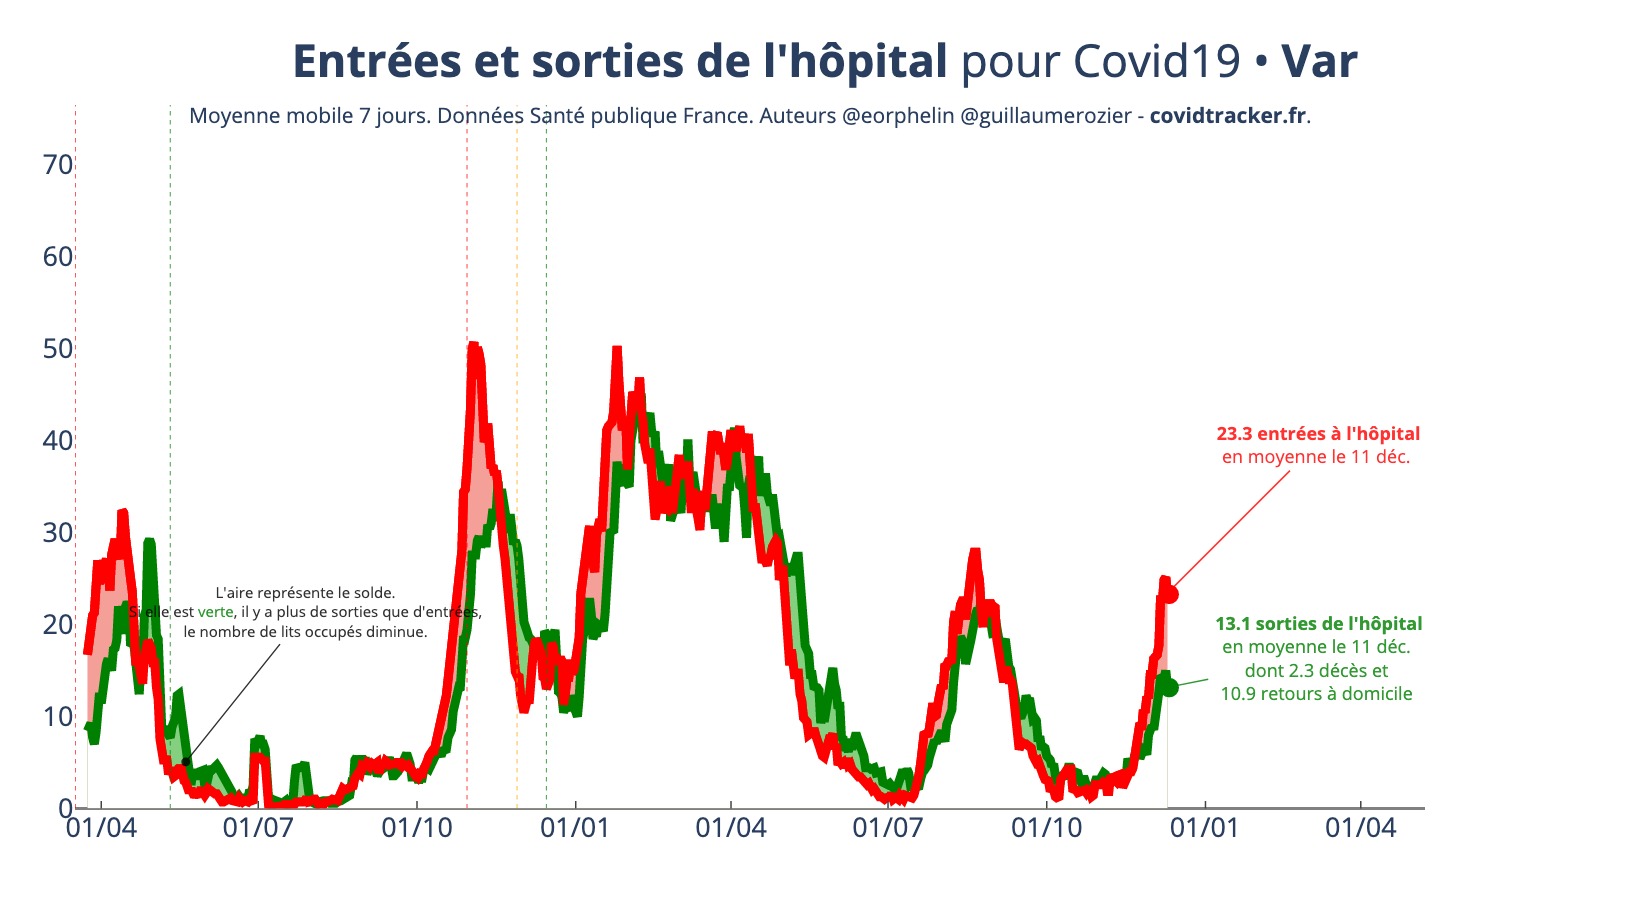 Entrées et sorties de l'hôpital pour Covid19 • Var
Moyenne mobile 7 jours. Données Santé publique France. Auteurs @eorphelin @guillaumerozier - covidtracker.fr.
70
60
50
40
30
20
10
0
23.3 entrées à l'hôpital
en moyenne le 11 déc.
L'aire représente le solde.
Si elle est verte, il y a plus de sorties que d'entrées,
le nombre de lits occupés diminue.
13.1 sorties de l'hôpital
en moyenne le 11 déc.
dont 2.3 décès et
10.9 retours à domicile
01/04 01/07 01/10 01/01 01/04 01/07 01/10 01/01 01/04